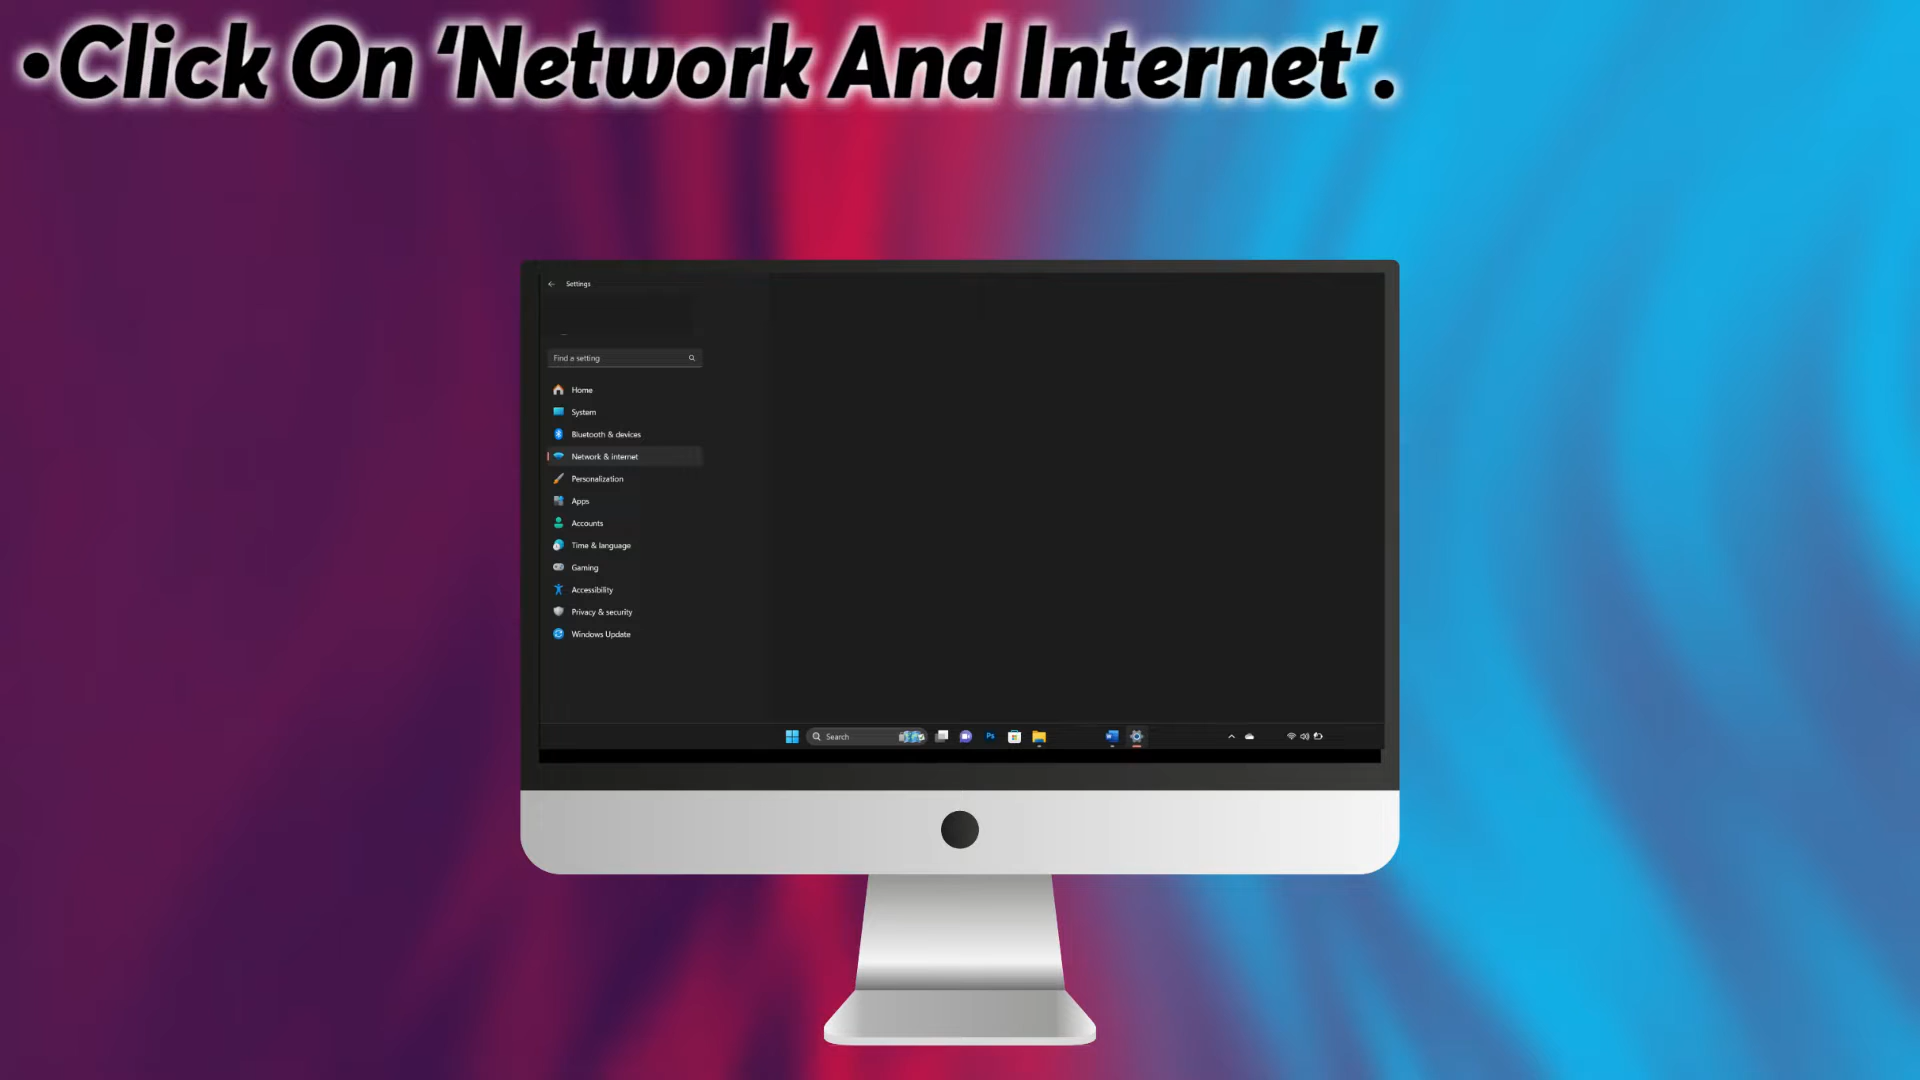 •Click On ‘Network And Internet’.
Settings
Find a setting
Home
System
Bluetooth & devices
Network & internet
Personalization
Apps
Accounts
Time & language
Gaming
Accessibility
Privacy & security
Windows Update
Search
Ps